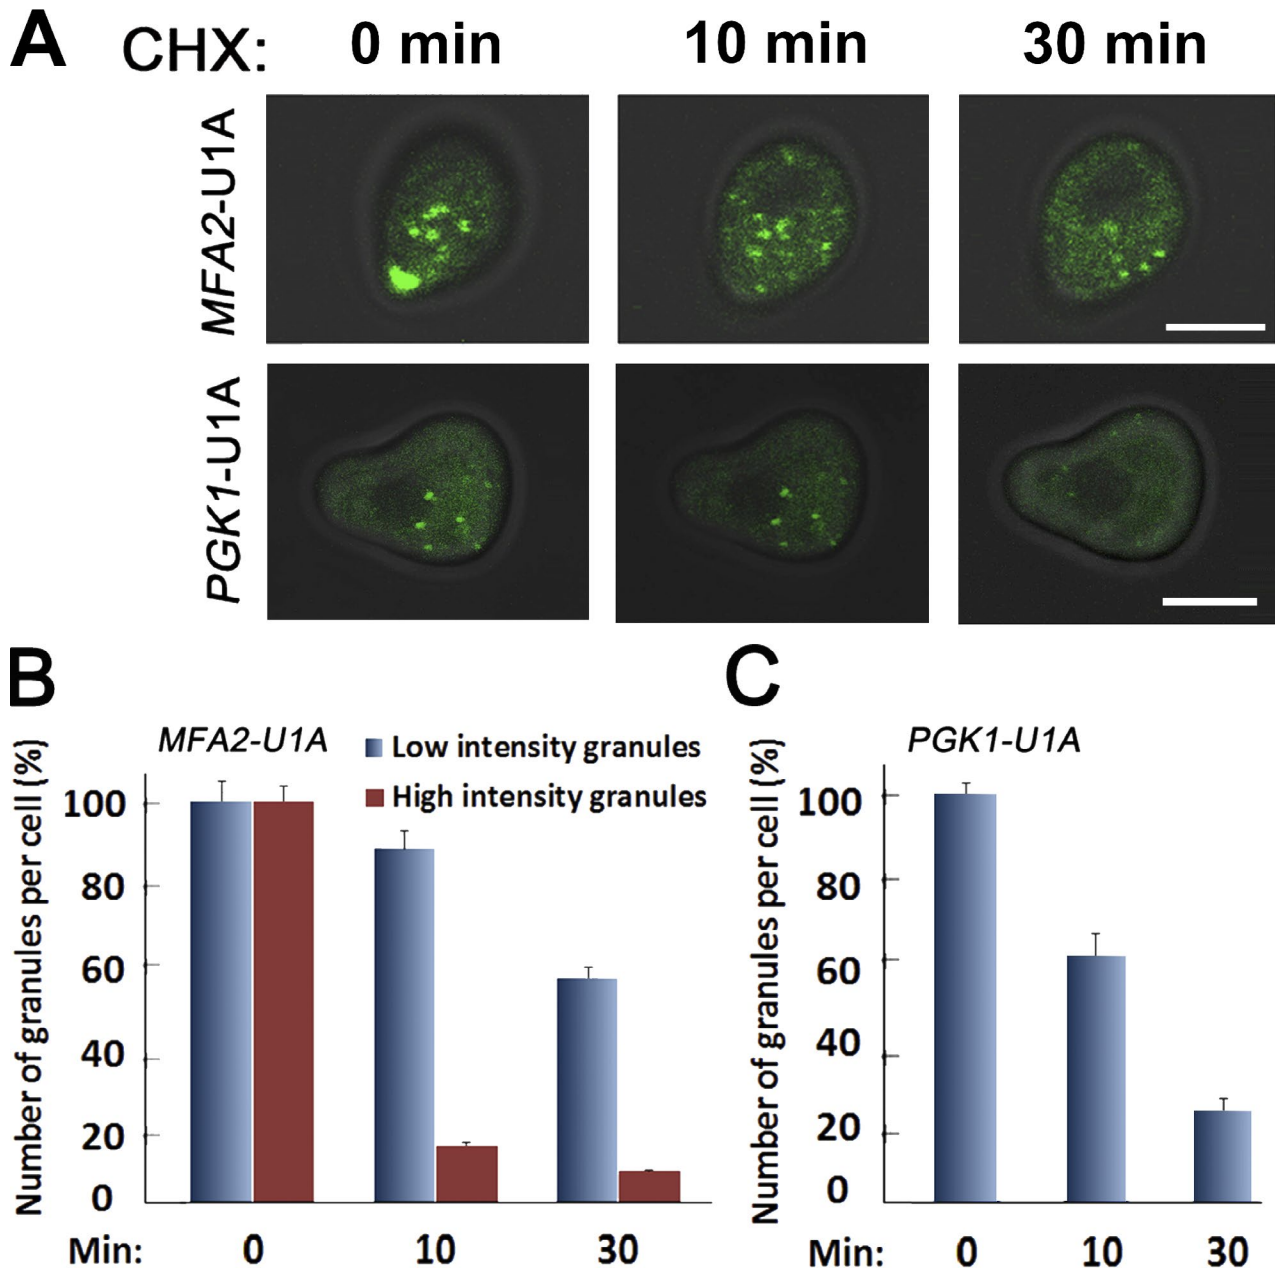 A
CHX: 0 min 10 min 30 min
MFA2-U1A
PGK1-U1A
B
MFA2-U1A
Low intensity granules
High intensity granules
Number of granules per cell (%)
100
80
60
40
20
0
Min: 0 10 30
C
PGK1-U1A
Number of granules per cell (%)
100
80
60
40
20
0
Min: 0 10 30